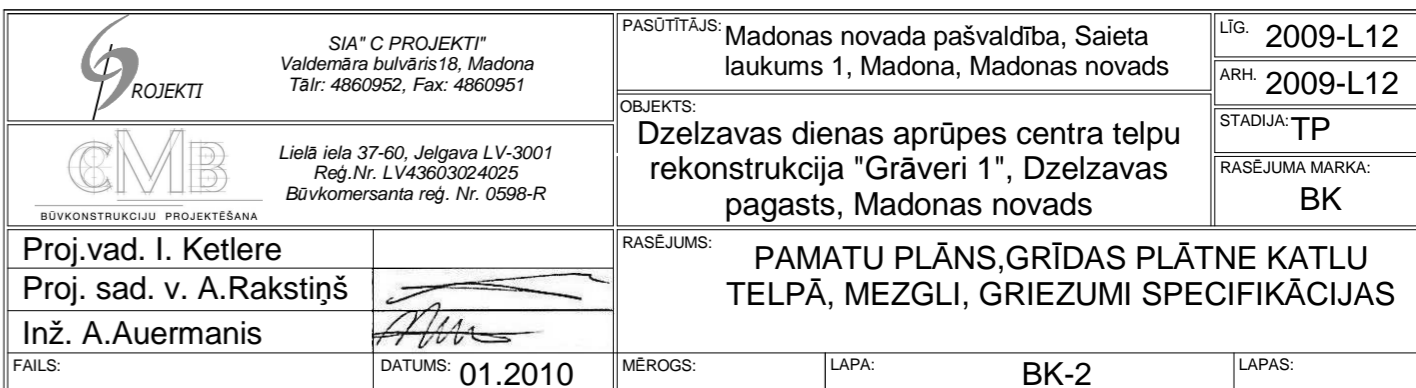 ROJEKTI
SIA" C PROJEKTI"
Valdemāra bulvāris18, Madona
Tālr: 4860952, Fax: 4860951
CMB
BŪVKONSTRUKCIJU PROJEKTĒŠANA
Lielā iela 37-60, Jelgava LV-3001
Reģ.Nr. LV43603024025
Būvkomersanta reģ. Nr. 0598-R
PASŪTĪTĀJS: Madonas novada pašvaldība, Saieta
laukums 1, Madona, Madonas novads
LĪG. 2009-L12
ARH. 2009-L12
OBJEKTS:
Dzelzavas dienas aprūpes centra telpu
rekonstrukcija "Grāveri 1", Dzelzavas
pagasts, Madonas novads
STADIJA: TP
RASĒJUMA MARKA:
BK
Proj.vad. I. Ketlere
Proj. sad. v. A.Rakstiņš
Inž. A.Auermanis
RASĒJUMS: PAMATU PLĀNS,GRĪDAS PLĀTNE KATLU
TELPĀ, MEZGLI, GRIEZUMI SPECIFIKĀCIJAS
FAILS:
DATUMS: 01.2010
MĒROGS:
LAPA: BK-2
LAPAS: